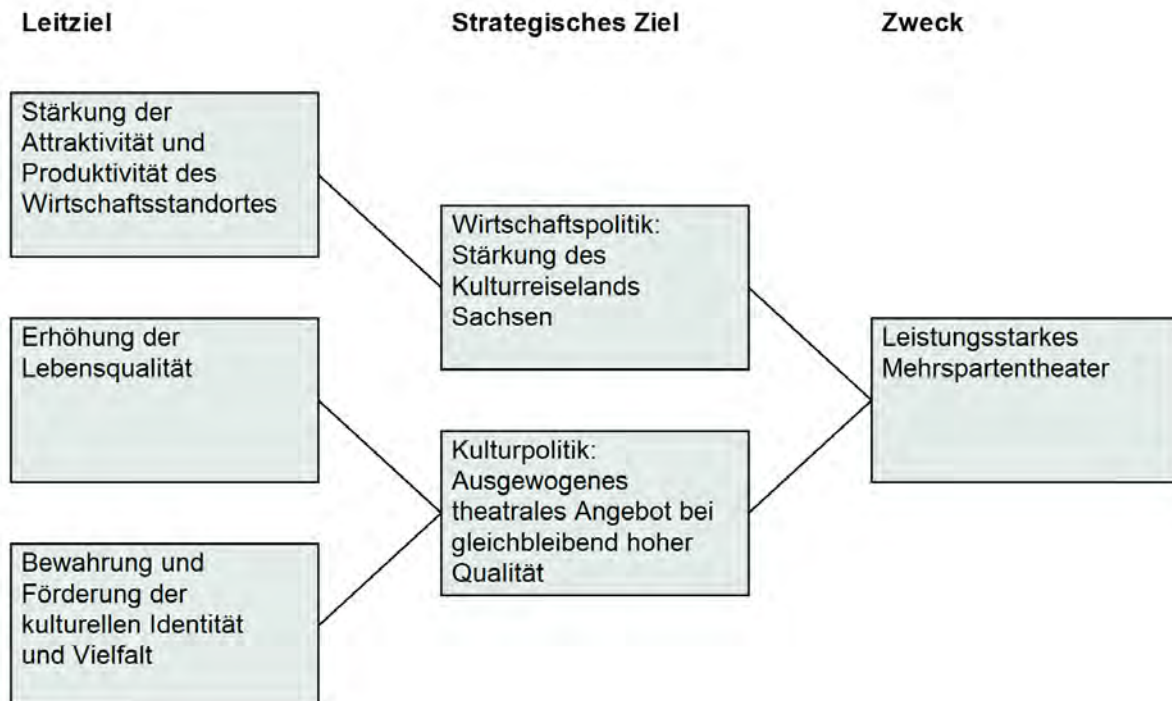 Leitziel
Strategisches Ziel
Zweck
Stärkung der
Attraktivität und
Produktivität des
Wirtschaftsstandortes
Erhöhung der
Lebensqualität
Bewahrung und
Förderung der
kulturellen Identität
und Vielfalt
Wirtschaftspolitik:
Stärkung des
Kulturreiselands
Sachsen
Kulturpolitik:
Ausgewogenes
theatrales Angebot bei
gleichbleibend hoher
Qualität
Leistungsstarkes
Mehrspartentheater